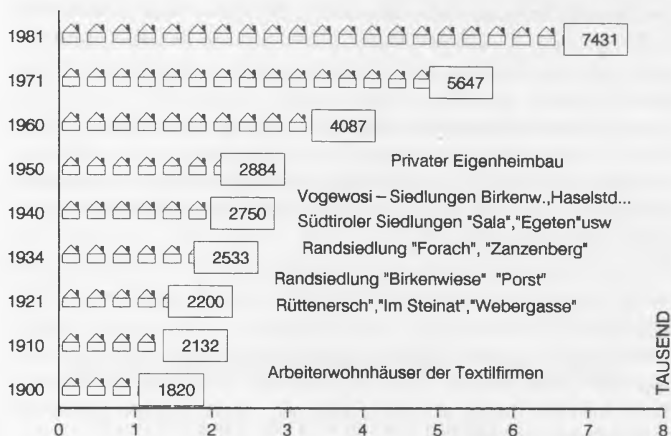 1981 7431
1971 5647
1960 4087
1950 2884 Privater Eigenheimbau
Vogewosi – Siedlungen Birkenw.,Haselstd...
1940 2750
Südtiroler Siedlungen "Sala","Egeten"usw
1934 2533 Randsiedlung "Forach", "Zanzenberg"
Randsiedlung "Birkenwiese" "Porst"
1921 2200 Rüttenersch","Im Steinat","Webergasse"
1910 2132
1900 1820 Arbeiterwohnhäuser der Textilfirmen
TAUSEND
0 1 2 3 4 5 6 7 8